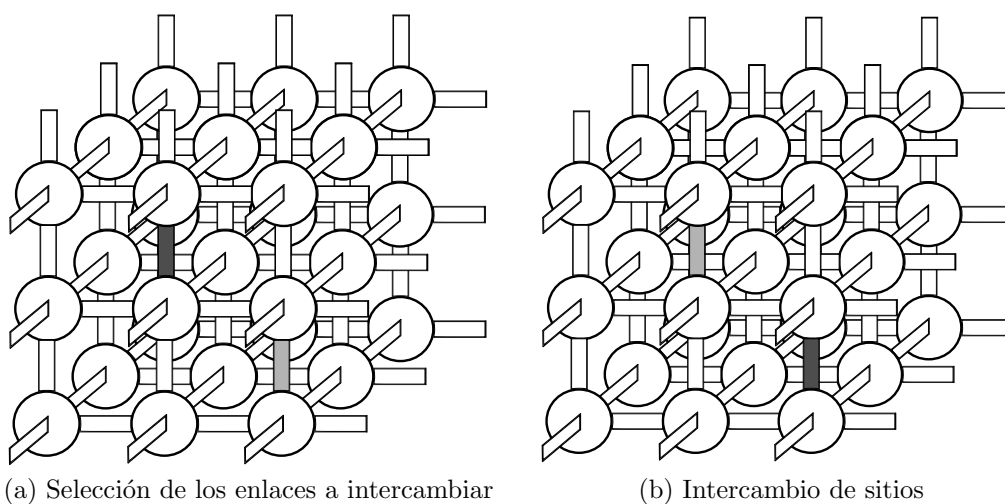 (a) Selección de los enlaces a intercambiar
(b) Intercambio de sitios